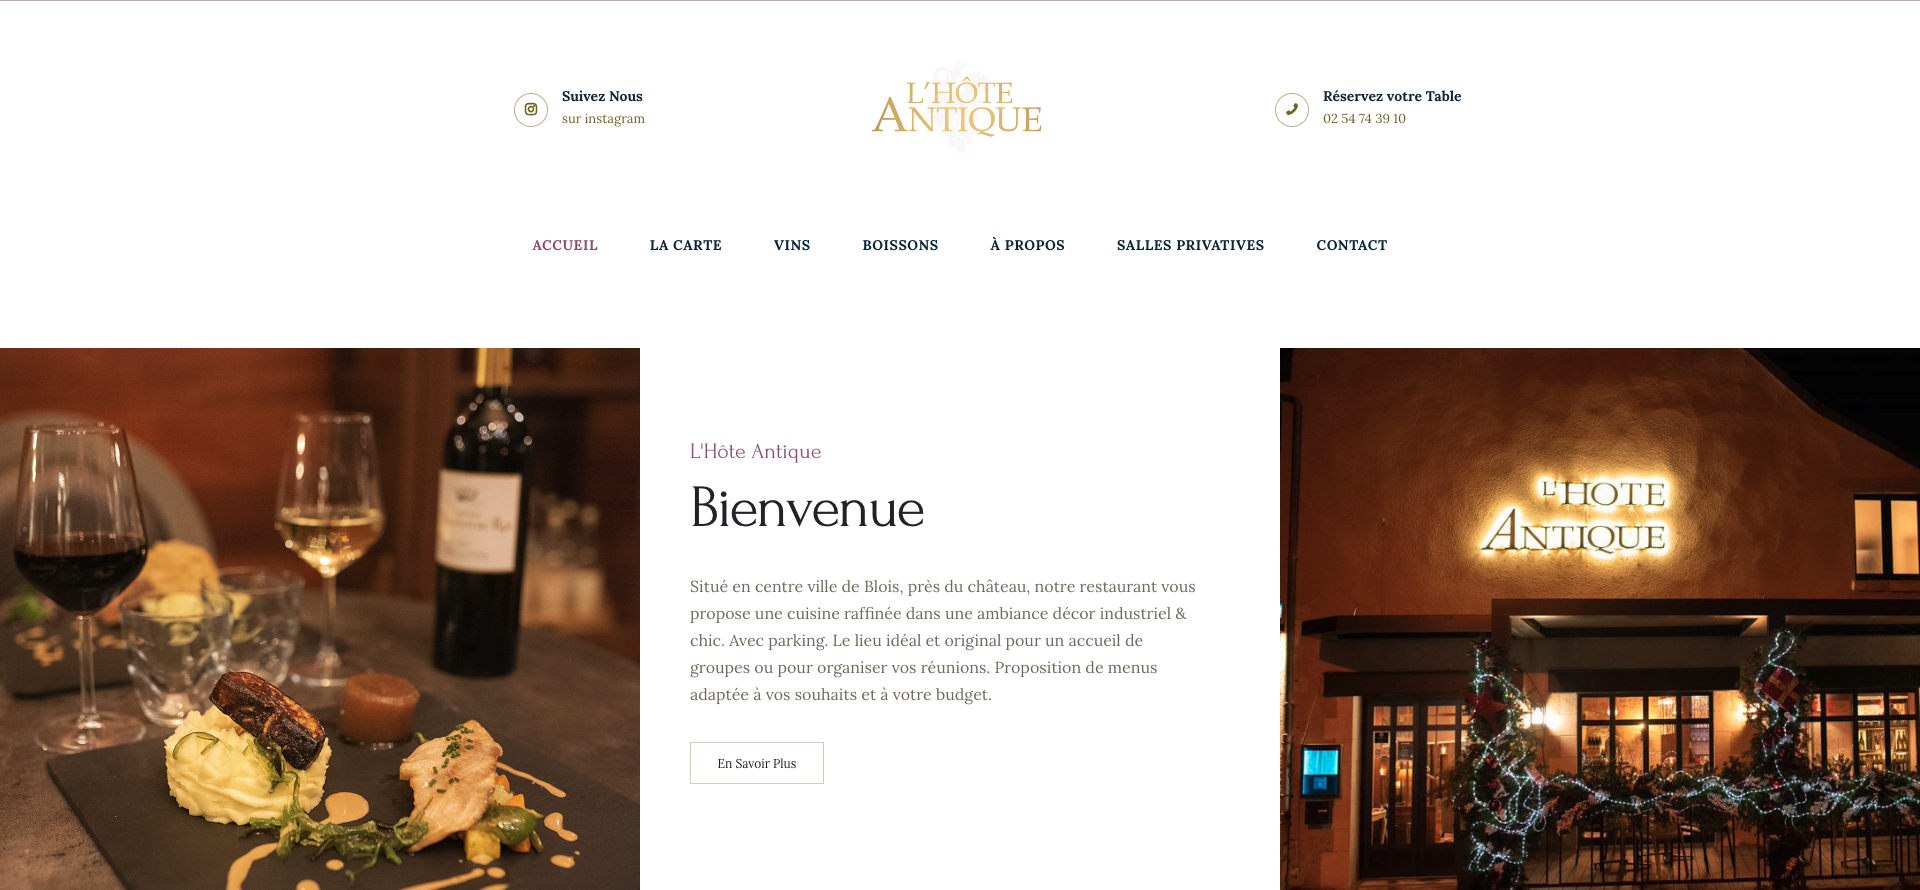 Suivez Nous
sur instagram
L'HÔTE
ANTIQUE
Réservez votre Table
02 54 74 39 10
ACCUEIL
LA CARTE
VINS
BOISSONS
À PROPOS
SALLES PRIVATIVES
CONTACT
L'Hôte Antique
Bienvenue
Situé en centre ville de Blois, près du château, notre restaurant vous
propose une cuisine raffinée dans une ambiance décor industriel &
chic. Avec parking. Le lieu idéal et original pour un accueil de
groupes ou pour organiser vos réunions. Proposition de menus
adaptée à vos souhaits et à votre budget.
En Savoir Plus
L'HOTE
ANTIQUE